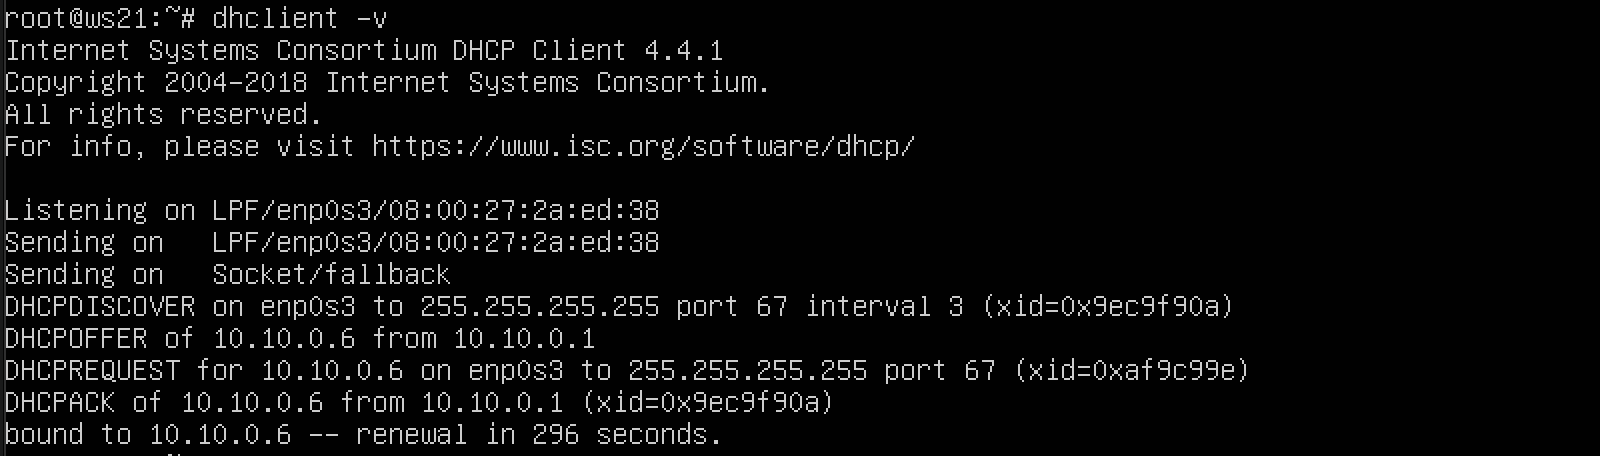 root@ws21:~# dhclient -v
Internet Systems Consortium DHCP Client 4.4.1
Copyright 2004-2018 Internet Systems Consortium.
All rights reserved.
For info, please visit https://www.isc.org/software/dhcp/
Listening on LPF/enp0s3/08:00:27:2a:ed:38
Sending on   LPF/enp0s3/08:00:27:2a:ed:38
Sending on   Socket/fallback
DHCPDISCOVER on enp0s3 to 255.255.255.255 port 67 interval 3 (xid=0x9ec9f90a)
DHCPOFFER of 10.10.0.6 from 10.10.0.1
DHCPREQUEST for 10.10.0.6 on enp0s3 to 255.255.255.255 port 67 (xid=0xaf9c99e)
DHCPACK of 10.10.0.6 from 10.10.0.1 (xid=0x9ec9f90a)
bound to 10.10.0.6 -- renewal in 296 seconds.